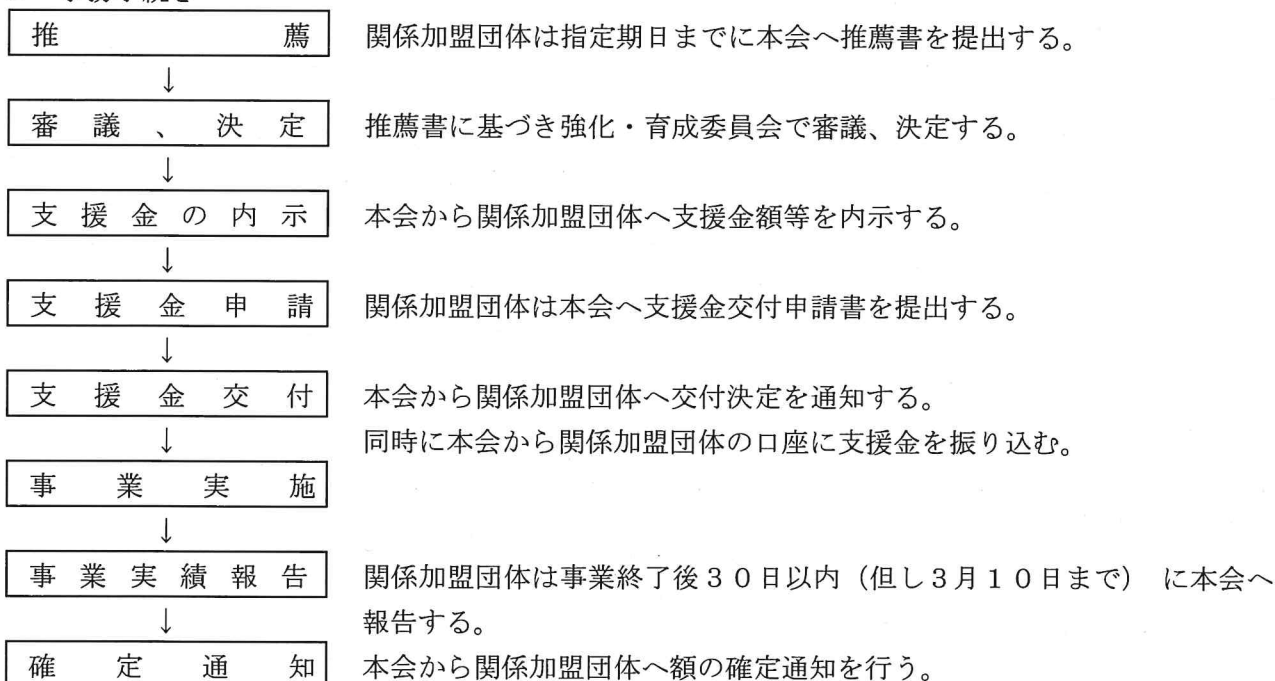 推薦 関係加盟団体は指定期日までに本会へ推薦書を提出する。
↓
審議、決定 推薦書に基づき強化・育成委員会で審議、決定する。
↓
支援金の内示 本会から関係加盟団体へ支援金額等を内示する。
↓
支援金申請 関係加盟団体は本会へ支援金交付申請書を提出する。
↓
支援金交付 本会から関係加盟団体へ交付決定を通知する。
↓ 同時に本会から関係加盟団体の口座に支援金を振り込む。
事業実施
↓
事業実績報告 関係加盟団体は事業終了後３０日以内（但し３月１０日まで） に本会へ
↓ 報告する。
確定通知 本会から関係加盟団体へ額の確定通知を行う。